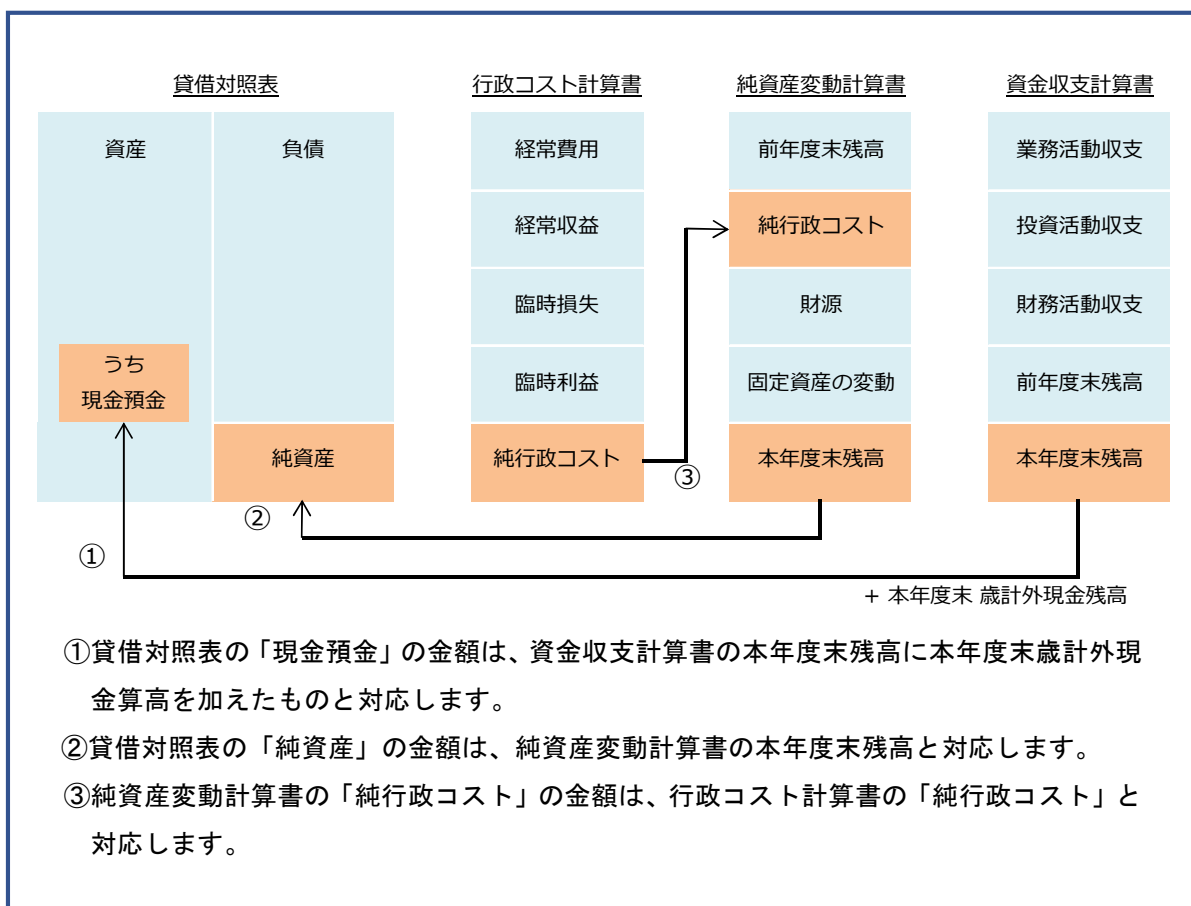 貸借対照表 行政コスト計算書 純資産変動計算書 資金収支計算書
資産 負債 経常費用 前年度末残高 業務活動収支
経常収益 純行政コスト 投資活動収支
臨時損失 財源 財務活動収支
うち
現金預金
臨時利益 固定資産の変動 前年度末残高
純資産 純行政コスト 本年度末残高 本年度末残高
③
②
①
+ 本年度末 歳計外現金残高
①貸借対照表の「現金預金」の金額は、資金収支計算書の本年度末残高に本年度末歳計外現
金算高を加えたものと対応します。
②貸借対照表の「純資産」の金額は、純資産変動計算書の本年度末残高と対応します。
③純資産変動計算書の「純行政コスト」の金額は、行政コスト計算書の「純行政コスト」と
対応します。